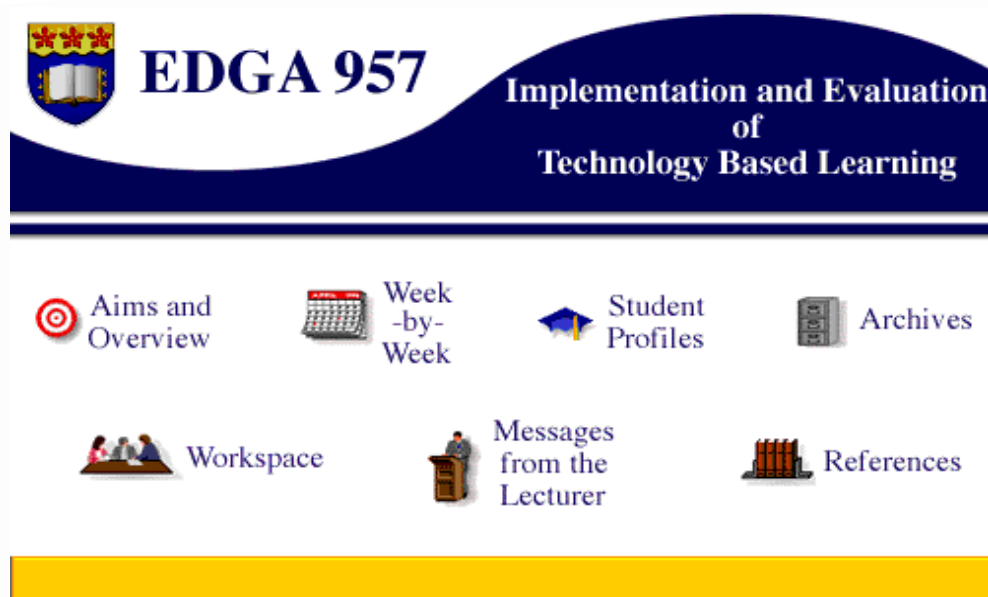 EDGA 957
Implementation and Evaluation
of
Technology Based Learning
Aims and
Overview
Week
-by-
Week
Student
Profiles
Archives
Workspace
Messages
from the
Lecturer
References